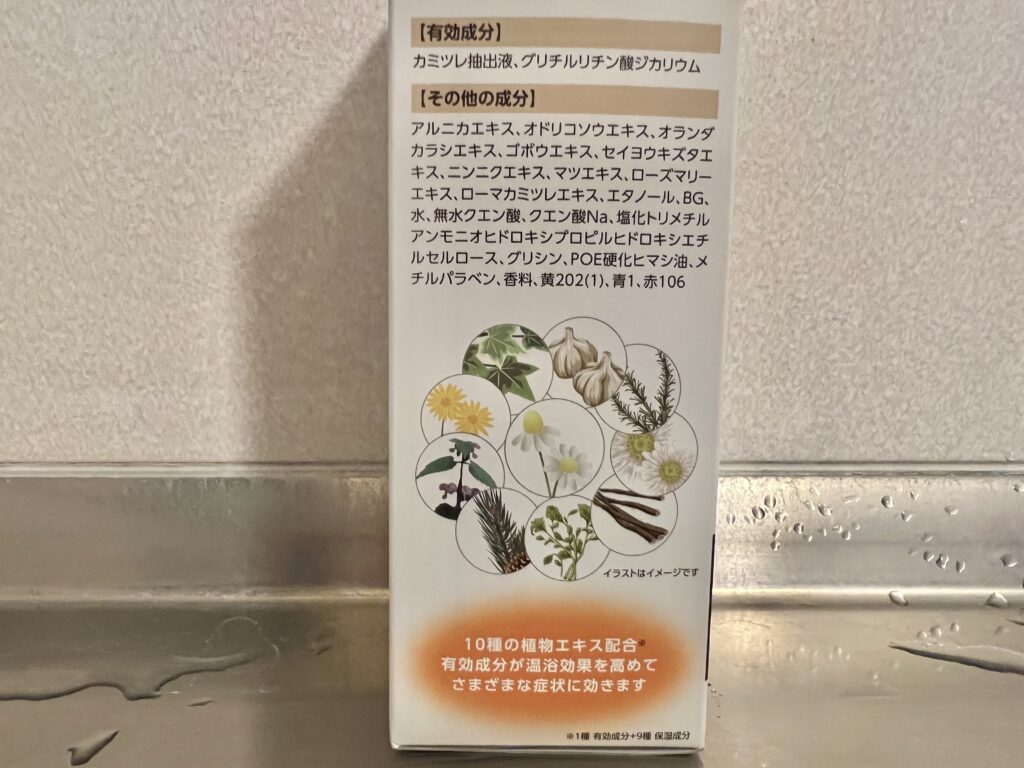 【有効成分】
カミツレ抽出液、グリチルリチン酸ジカリウム
【その他の成分】
アルニカエキス、オドリコソウエキス、オランダ
カラシエキス、ゴボウエキス、セイヨウキズタエ
キス、ニンニクエキス、マツエキス、ローズマリー
エキス、ローマカミツレエキス、エタノール、BG、
水、無水クエン酸、クエン酸Na、塩化トリメチル
アンモニオヒドロキシプロピルヒドロキシエチ
ルセルロース、グリシン、POE硬化ヒマシ油、メ
チルパラベン、香料、黄202(1)、青1、赤106
イラストはイメージです
10種の植物エキス配合※
有効成分が温浴効果を高めて
さまざまな症状に効きます
※1種 有効成分+9種 保湿成分